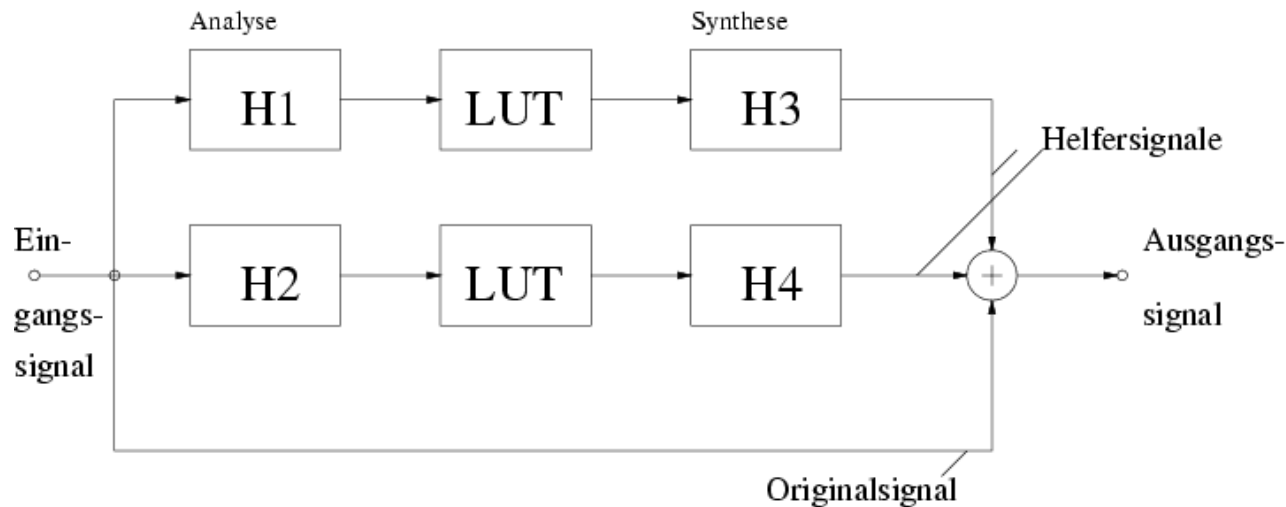 Analyse
Synthese
H1
LUT
H3
Helfersignale
Ein-
gangs-
signal
H2
LUT
H4
+
Ausgangs-
signal
Originalsignal